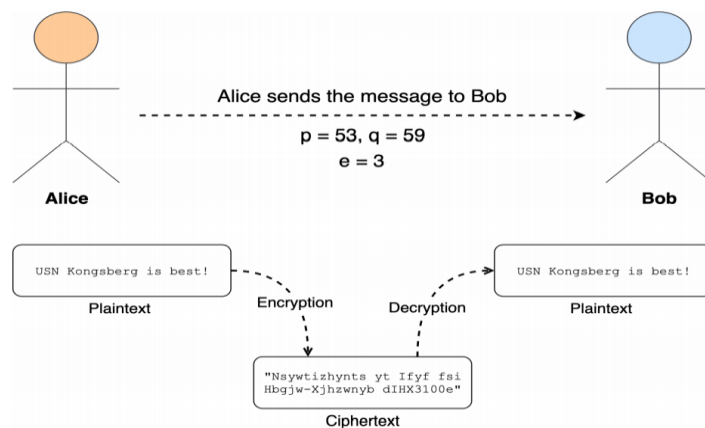 Alice sends the message to Bob
p = 53, q = 59
e = 3
Alice
Bob
USN Kongsberg is best!
USN Kongsberg is best!
Plaintext
Encryption
Decryption
Plaintext
"Nsywtizhynts yt Ifyf fsi
Hbgjw-Xjhzwnyb dIHX3100e"
Ciphertext